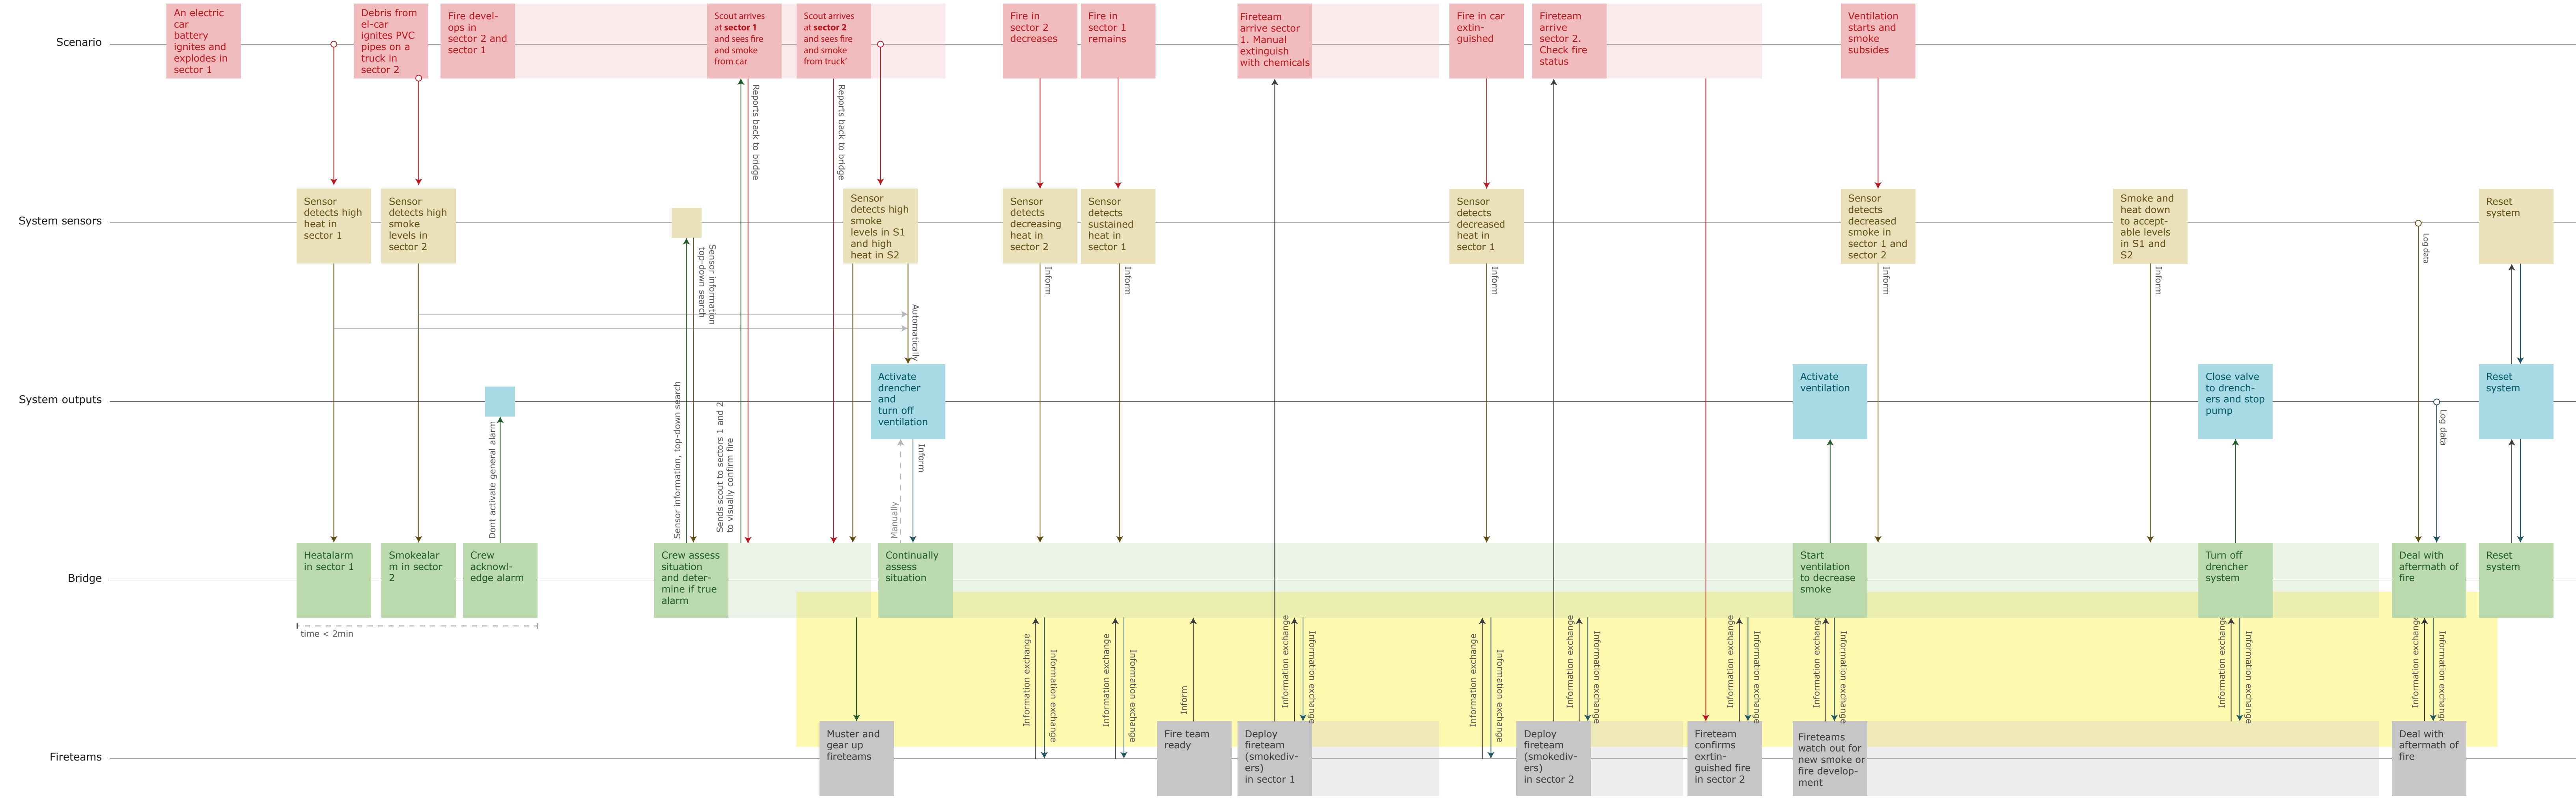 Scenario
An electric
car
battery
ignites and
explodes in
sector 1
Debris from
el-car
ignites PVC
pipes on a
truck in
sector 2
Fire devel-
ops in
sector 2 and
sector 1
Scout arrives
at sector 1
and sees fire
and smoke
from car
Scout arrives
at sector 2
and sees fire
and smoke
from truck'
Fire in
sector 2
decreases
Fire in
sector 1
remains
Fireteam
arrive sector
1. Manual
extinguish
with chemicals
Fire in car
extin-
guished
Fireteam
arrive
sector 2.
Check fire
status
Ventilation
starts and
smoke
subsides
Reports back to bridge
Reports back to bridge
System sensors
Sensor
detects high
heat in
sector 1
Sensor
detects high
smoke
levels in
sector 2
Sensor
detects high
smoke
levels in S1
and high
heat in S2
Sensor
detects
decreasing
heat in
sector 2
Sensor
detects
sustained
heat in
sector 1
Sensor
detects
decreased
heat in
sector 1
Sensor
detects
decreased
smoke in
sector 1 and
sector 2
Smoke and
heat down
to accept-
able levels
in S1 and
S2
Reset
system
Sensor information
top-down search
Automatically
Inform
Inform
Inform
Inform
Inform
Log data
System outputs
Activate
drencher
and
turn off
ventilation
Activate
ventilation
Close valve
to drench-
ers and stop
pump
Reset
system
Dont activate general alarm
Sensor information, top-down search
Sends scout to sectors 1 and 2
to visually confirm fire
Manually
Inform
Log data
Bridge
Heatalarm
in sector 1
Smokealar
m in sector
2
Crew
acknowl-
edge alarm
Crew assess
situation
and deter-
mine if true
alarm
Continually
assess
situation
Start
ventilation
to decrease
smoke
Turn off
drencher
system
Deal with
aftermath of
fire
Reset
system
time < 2min
Information exchange
Information exchange
Information exchange
Information exchange
Inform
Information exchange
Information exchange
Information exchange
Information exchange
Information exchange
Information exchange
Information exchange
Information exchange
Information exchange
Information exchange
Information exchange
Information exchange
Information exchange
Information exchange
Fireteams
Muster and
gear up
fireteams
Fire team
ready
Deploy
fireteam
(smokediv-
ers)
in sector 1
Deploy
fireteam
(smokediv-
ers)
in sector 2
Fireteam
confirms
exrtin-
guished fire
in sector 2
Fireteams
watch out for
new smoke or
fire develop-
ment
Deal with
aftermath of
fire